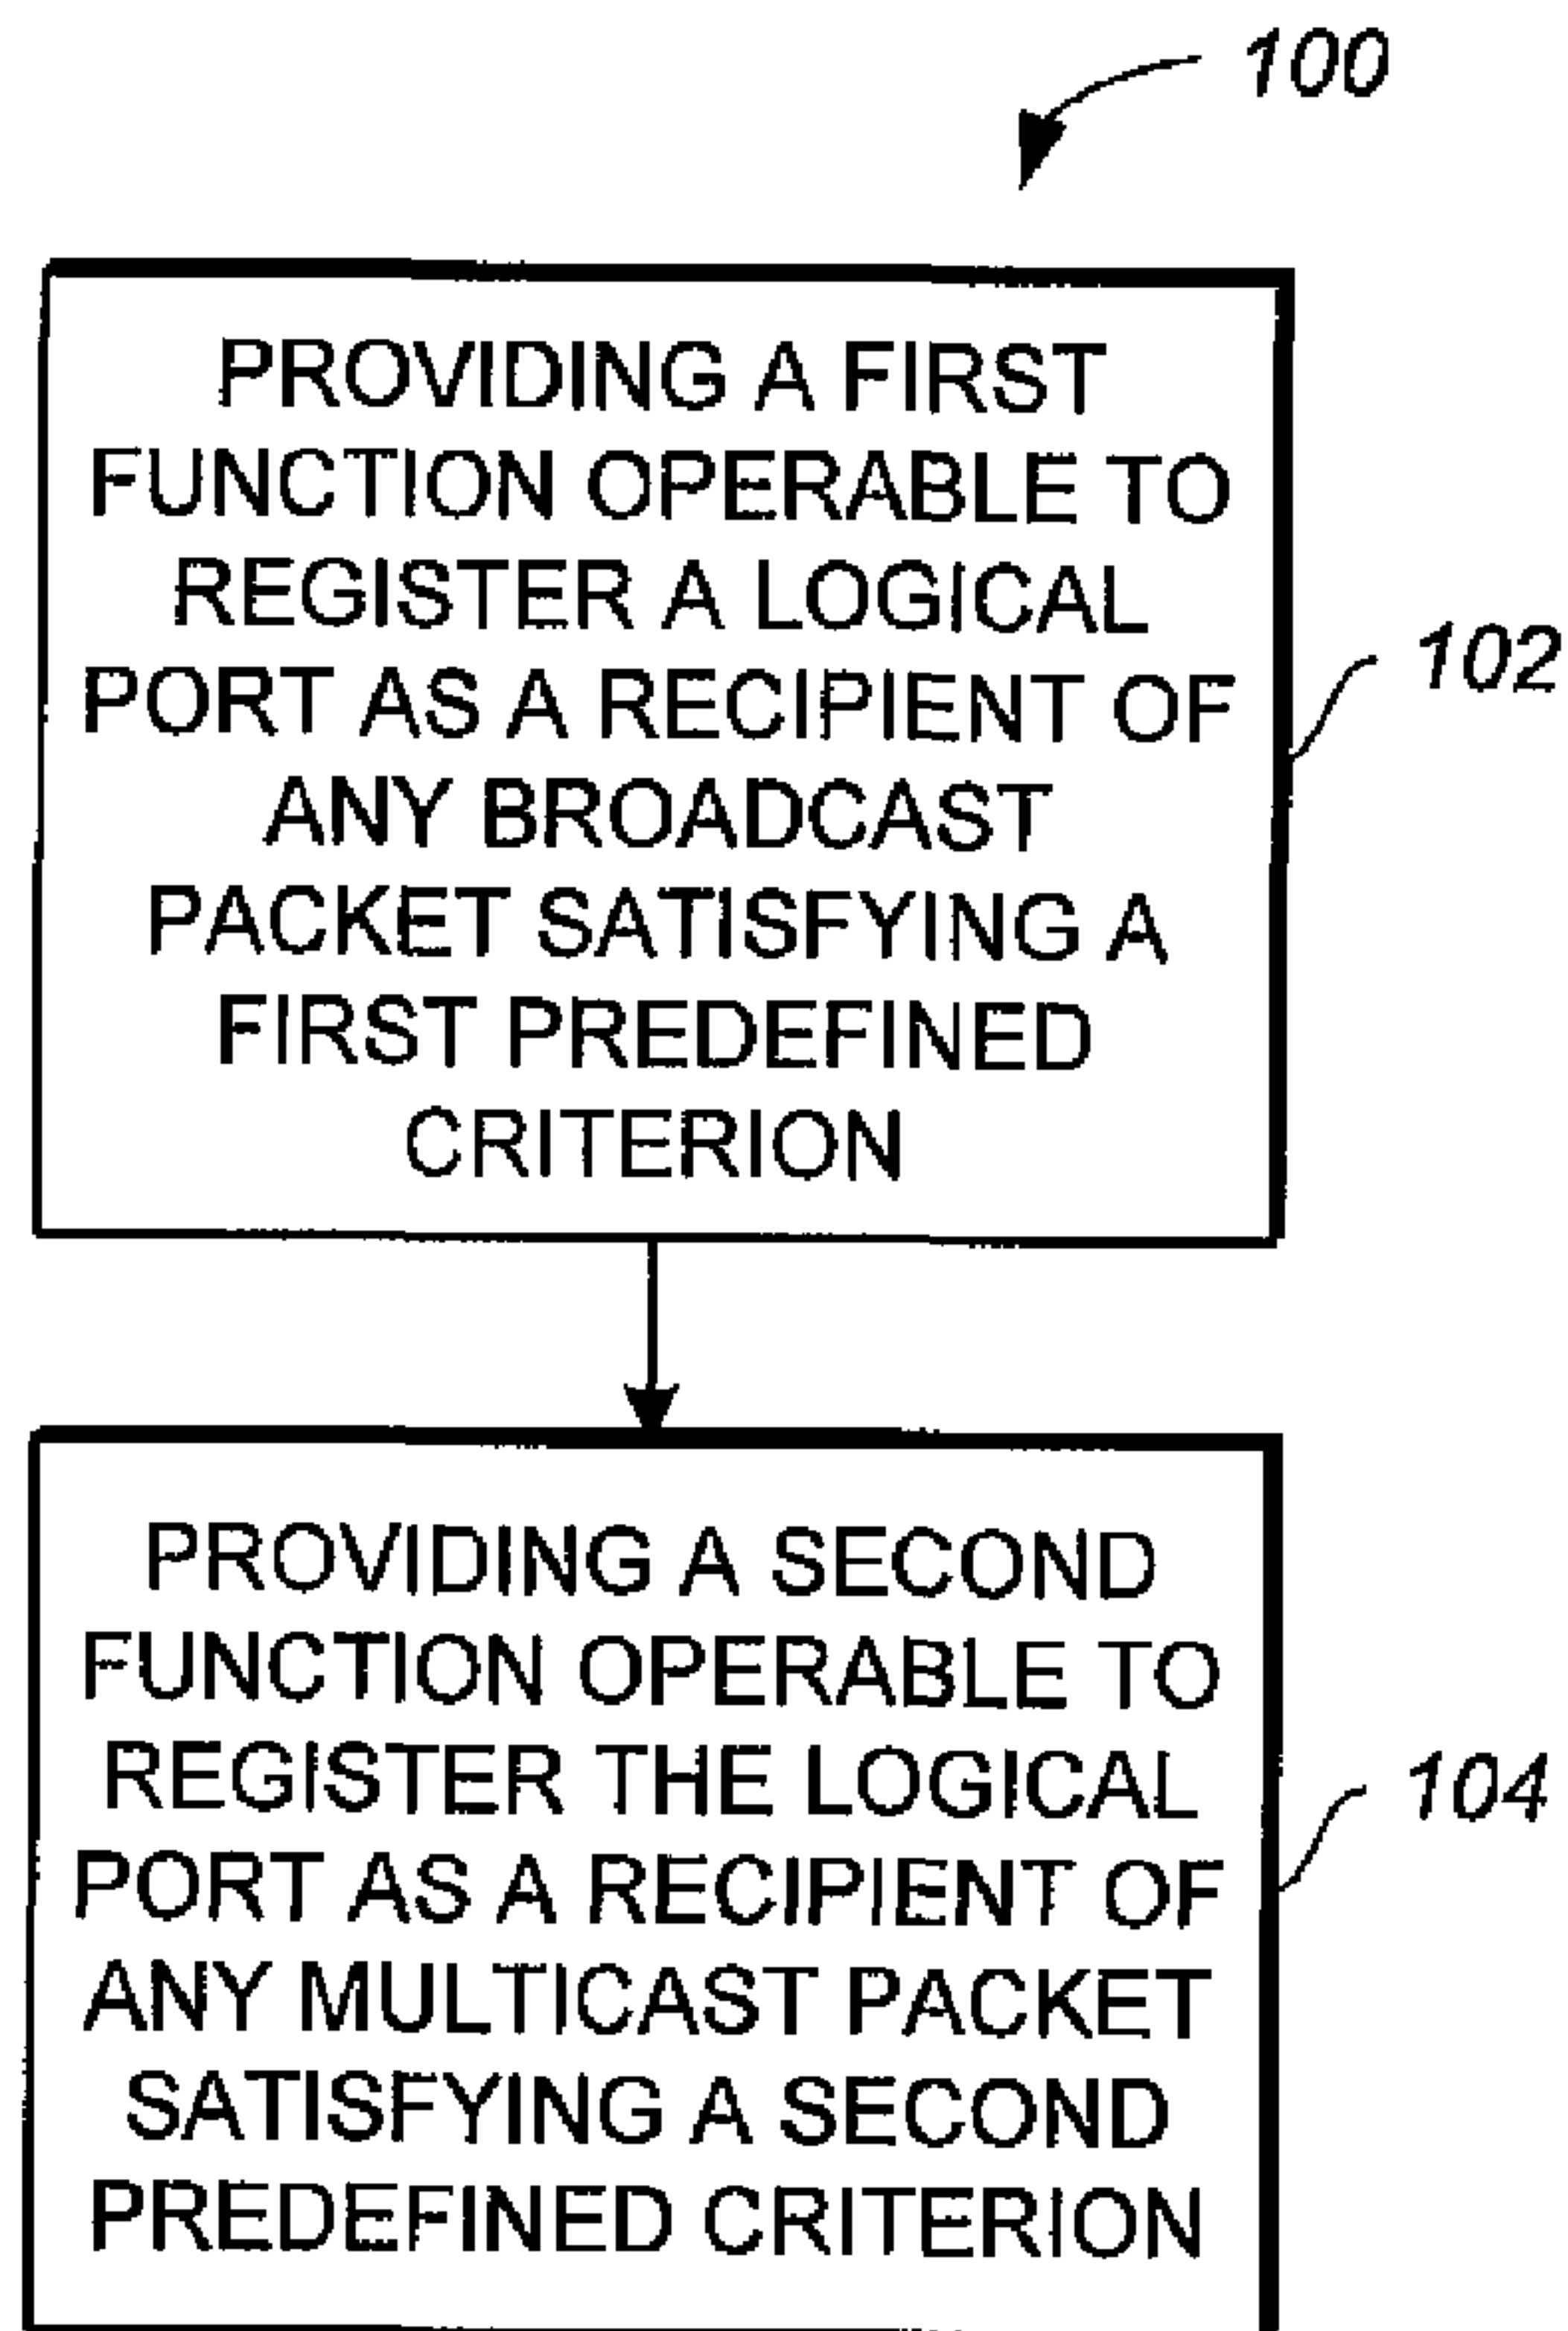 100
PROVIDING A FIRST
FUNCTION OPERABLE TO
REGISTER A LOGICAL
PORT AS A RECIPIENT OF
ANY BROADCAST
PACKET SATISFYING A
FIRST PREDEFINED
CRITERION
102
PROVIDING A SECOND
FUNCTION OPERABLE TO
REGISTER THE LOGICAL
PORT AS A RECIPIENT OF
ANY MULTICAST PACKET
SATISFYING A SECOND
PREDEFINED CRITERION
104